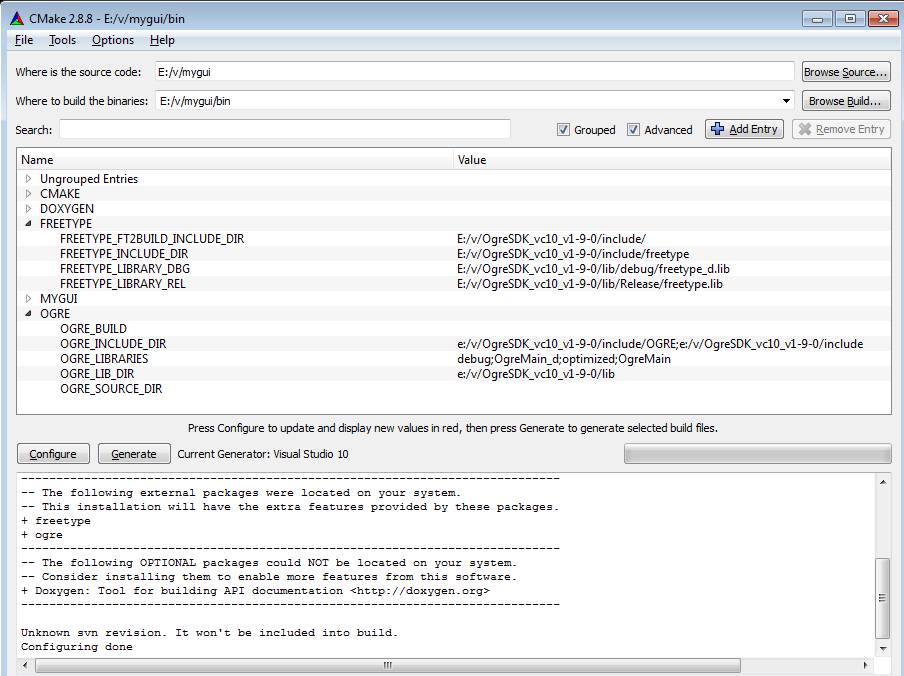 CMake 2.8.8 - E:/v/mygui/bin
File Tools Options Help
Where is the source code: E:/v/mygui Browse Source...
Where to build the binaries: E:/v/mygui/bin Browse Build...
Search: Grouped Advanced Add Entry Remove Entry
Name Value
Ungrouped Entries
CMAKE
DOXYGEN
FREETYPE
FREETYPE_FT2BUILD_INCLUDE_DIR E:/v/OgreSDK_vc10_v1-9-0/include/
FREETYPE_INCLUDE_DIR E:/v/OgreSDK_vc10_v1-9-0/include/freetype
FREETYPE_LIBRARY_DBG E:/v/OgreSDK_vc10_v1-9-0/lib/debug/freetype_d.lib
FREETYPE_LIBRARY_REL E:/v/OgreSDK_vc10_v1-9-0/lib/Release/freetype.lib
MYGUI
OGRE
OGRE_BUILD
OGRE_INCLUDE_DIR e:/v/OgreSDK_vc10_v1-9-0/include/OGRE;e:/v/OgreSDK_vc10_v1-9-0/include
OGRE_LIBRARIES debug;OgreMain_d;optimized;OgreMain
OGRE_LIB_DIR e:/v/OgreSDK_vc10_v1-9-0/lib
OGRE_SOURCE_DIR
Press Configure to update and display new values in red, then press Generate to generate selected build files.
Configure Generate Current Generator: Visual Studio 10
-----------------------------------------------------------------------------
-- The following external packages were located on your system.
-- This installation will have the extra features provided by these packages.
+ freetype
+ ogre
-----------------------------------------------------------------------------
-- The following OPTIONAL packages could NOT be located on your system.
-- Consider installing them to enable more features from this software.
+ Doxygen: Tool for building API documentation <http://doxygen.org>
-----------------------------------------------------------------------------
Unknown svn revision. It won't be included into build.
Configuring done